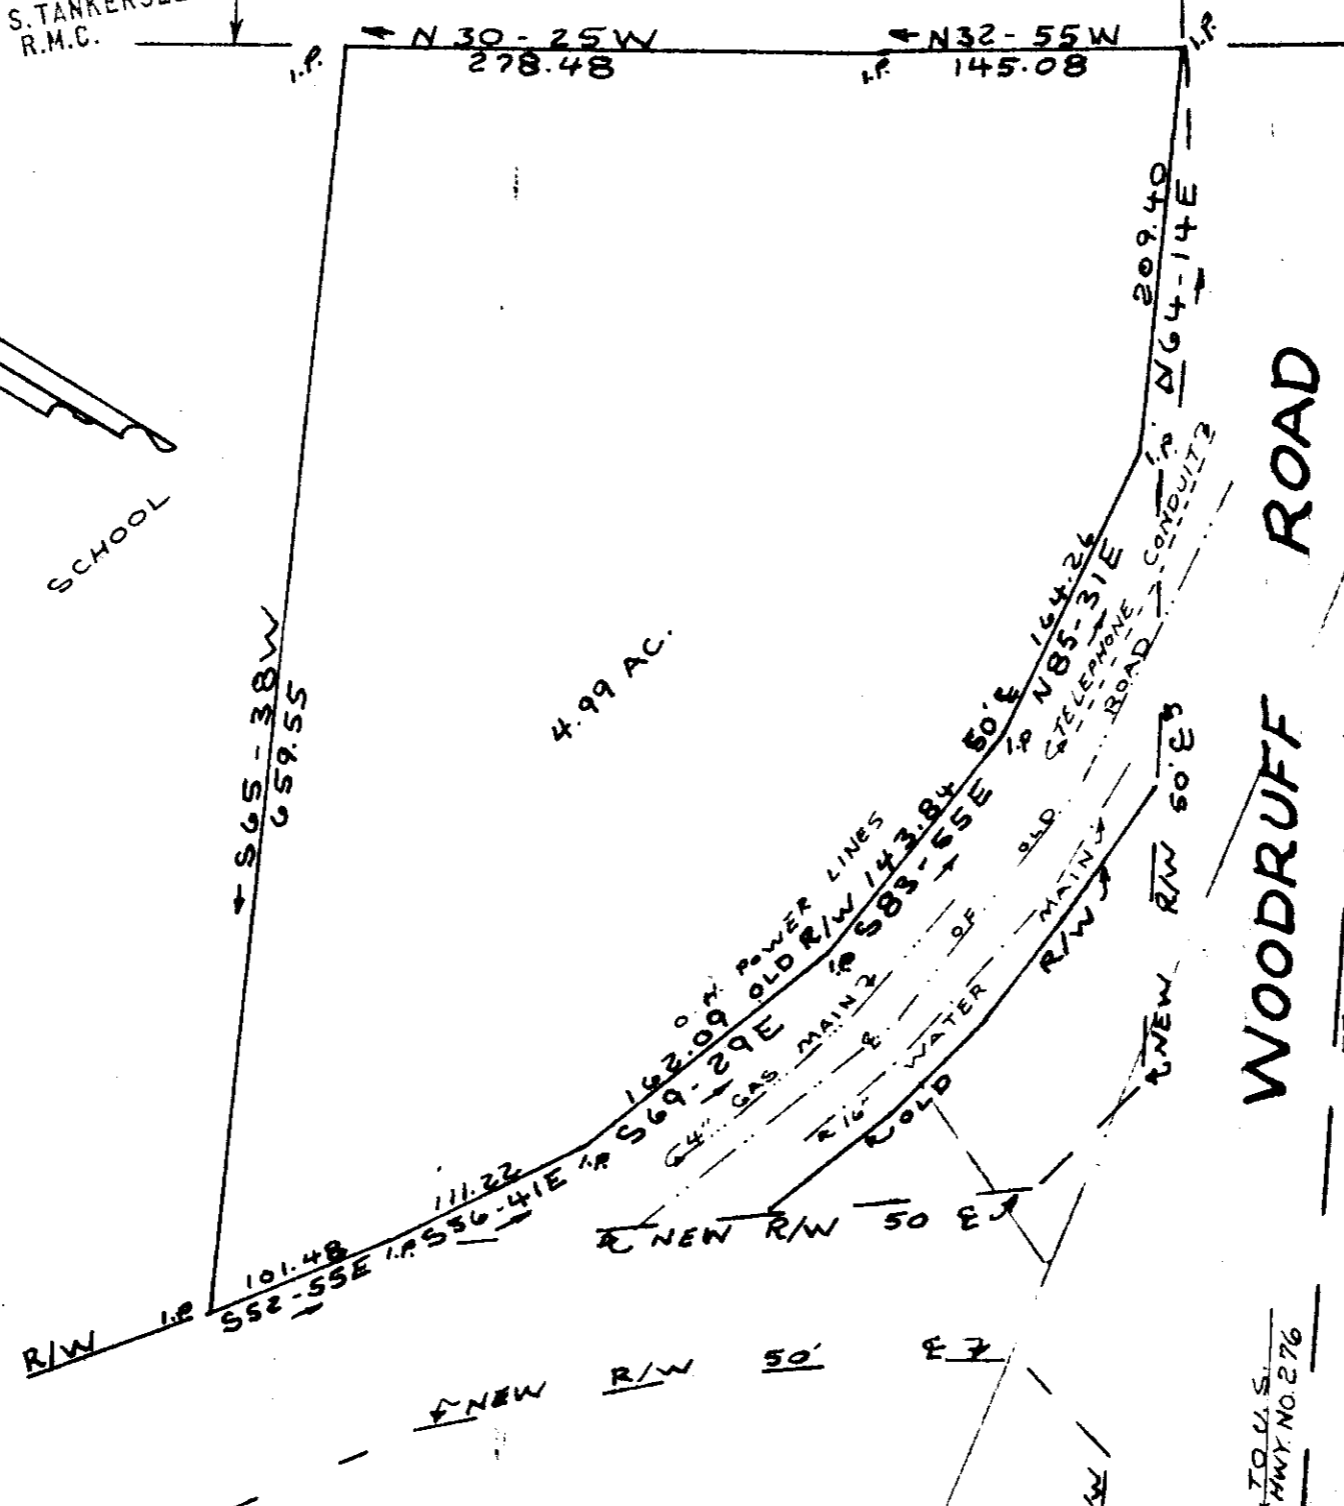 R.M.C.
I.P.
N 30-25 W
278.48
I.P.
N32-55W
145.08
I.P.
209.40
N64-14E
I.P.
SCHOOL
S65-38W
659.55
4.99 AC.
164.26
N85-31E
50' ℄
I.P.
TELEPHONE CONDUIT
℄ OF OLD ROAD
O.H. POWER LINES
OLD R/W 143.84
S83-55E
I.P.
162.09
S69-29E
I.P.
4" GAS MAIN
16" WATER MAIN
OLD R/W
NEW R/W 50' ℄
WOODRUFF ROAD
111.22
S56-41E
I.P.
101.48
S52-55E
I.P.
R/W
NEW R/W 50 ℄
NEW R/W 50' ℄
TO U.S.
HWY. NO. 276